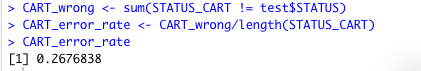 > CART_wrong <- sum(STATUS_CART != test$STATUS)
> CART_error_rate <- CART_wrong/length(STATUS_CART)
> CART_error_rate
[1] 0.2676838